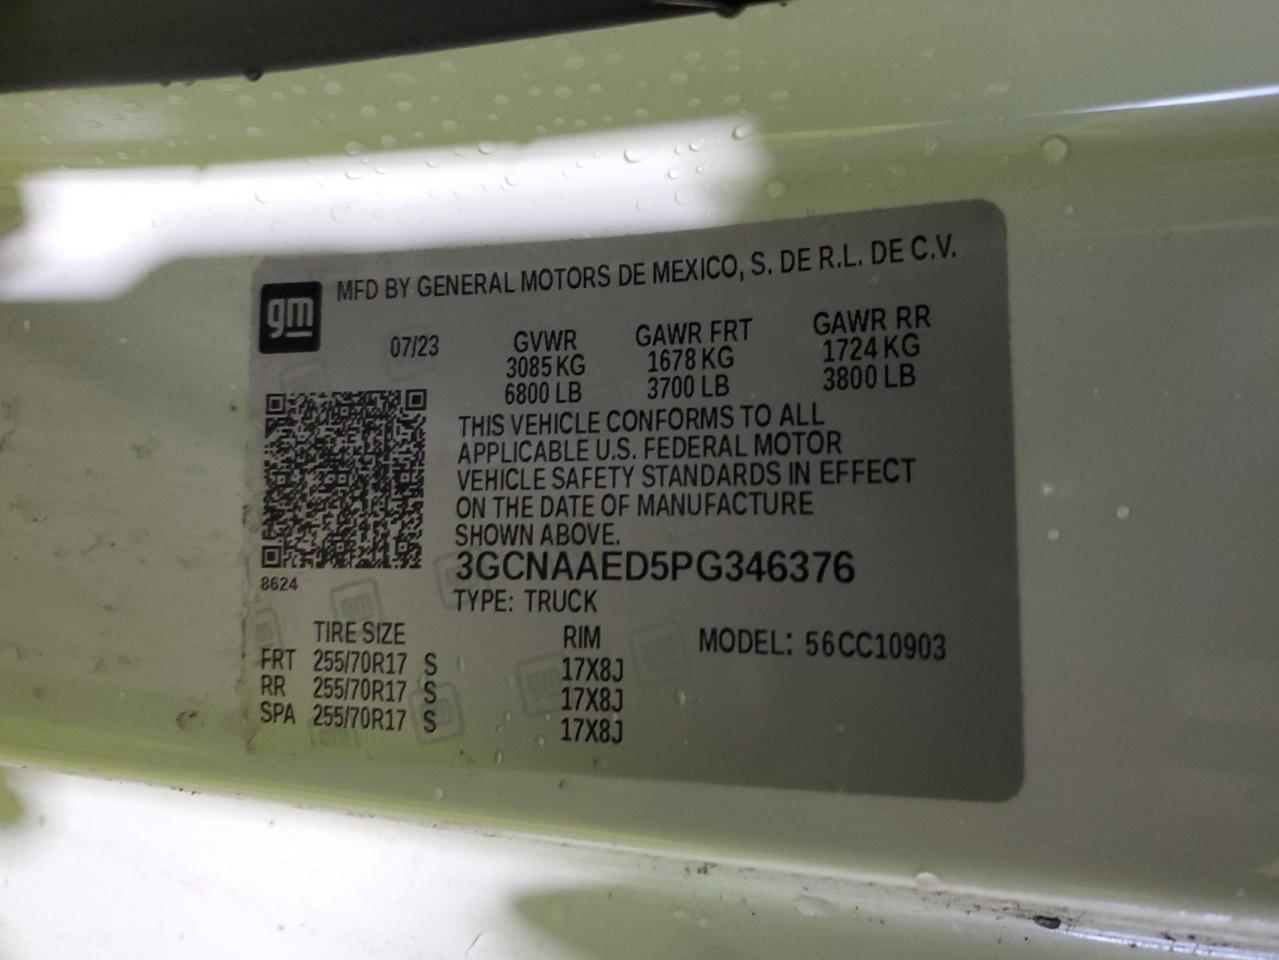 gm MFD BY GENERAL MOTORS DE MEXICO, S. DE R.L. DE C.V.
07/23 GVWR GAWR FRT GAWR RR
3085 KG 1678 KG 1724 KG
6800 LB 3700 LB 3800 LB
THIS VEHICLE CONFORMS TO ALL
APPLICABLE U.S. FEDERAL MOTOR
VEHICLE SAFETY STANDARDS IN EFFECT
ON THE DATE OF MANUFACTURE
SHOWN ABOVE.
3GCNAAED5PG346376
8624
TYPE: TRUCK
TIRE SIZE RIM MODEL: 56CC10903
FRT 255/70R17 S 17X8J
RR 255/70R17 S 17X8J
SPA 255/70R17 S 17X8J